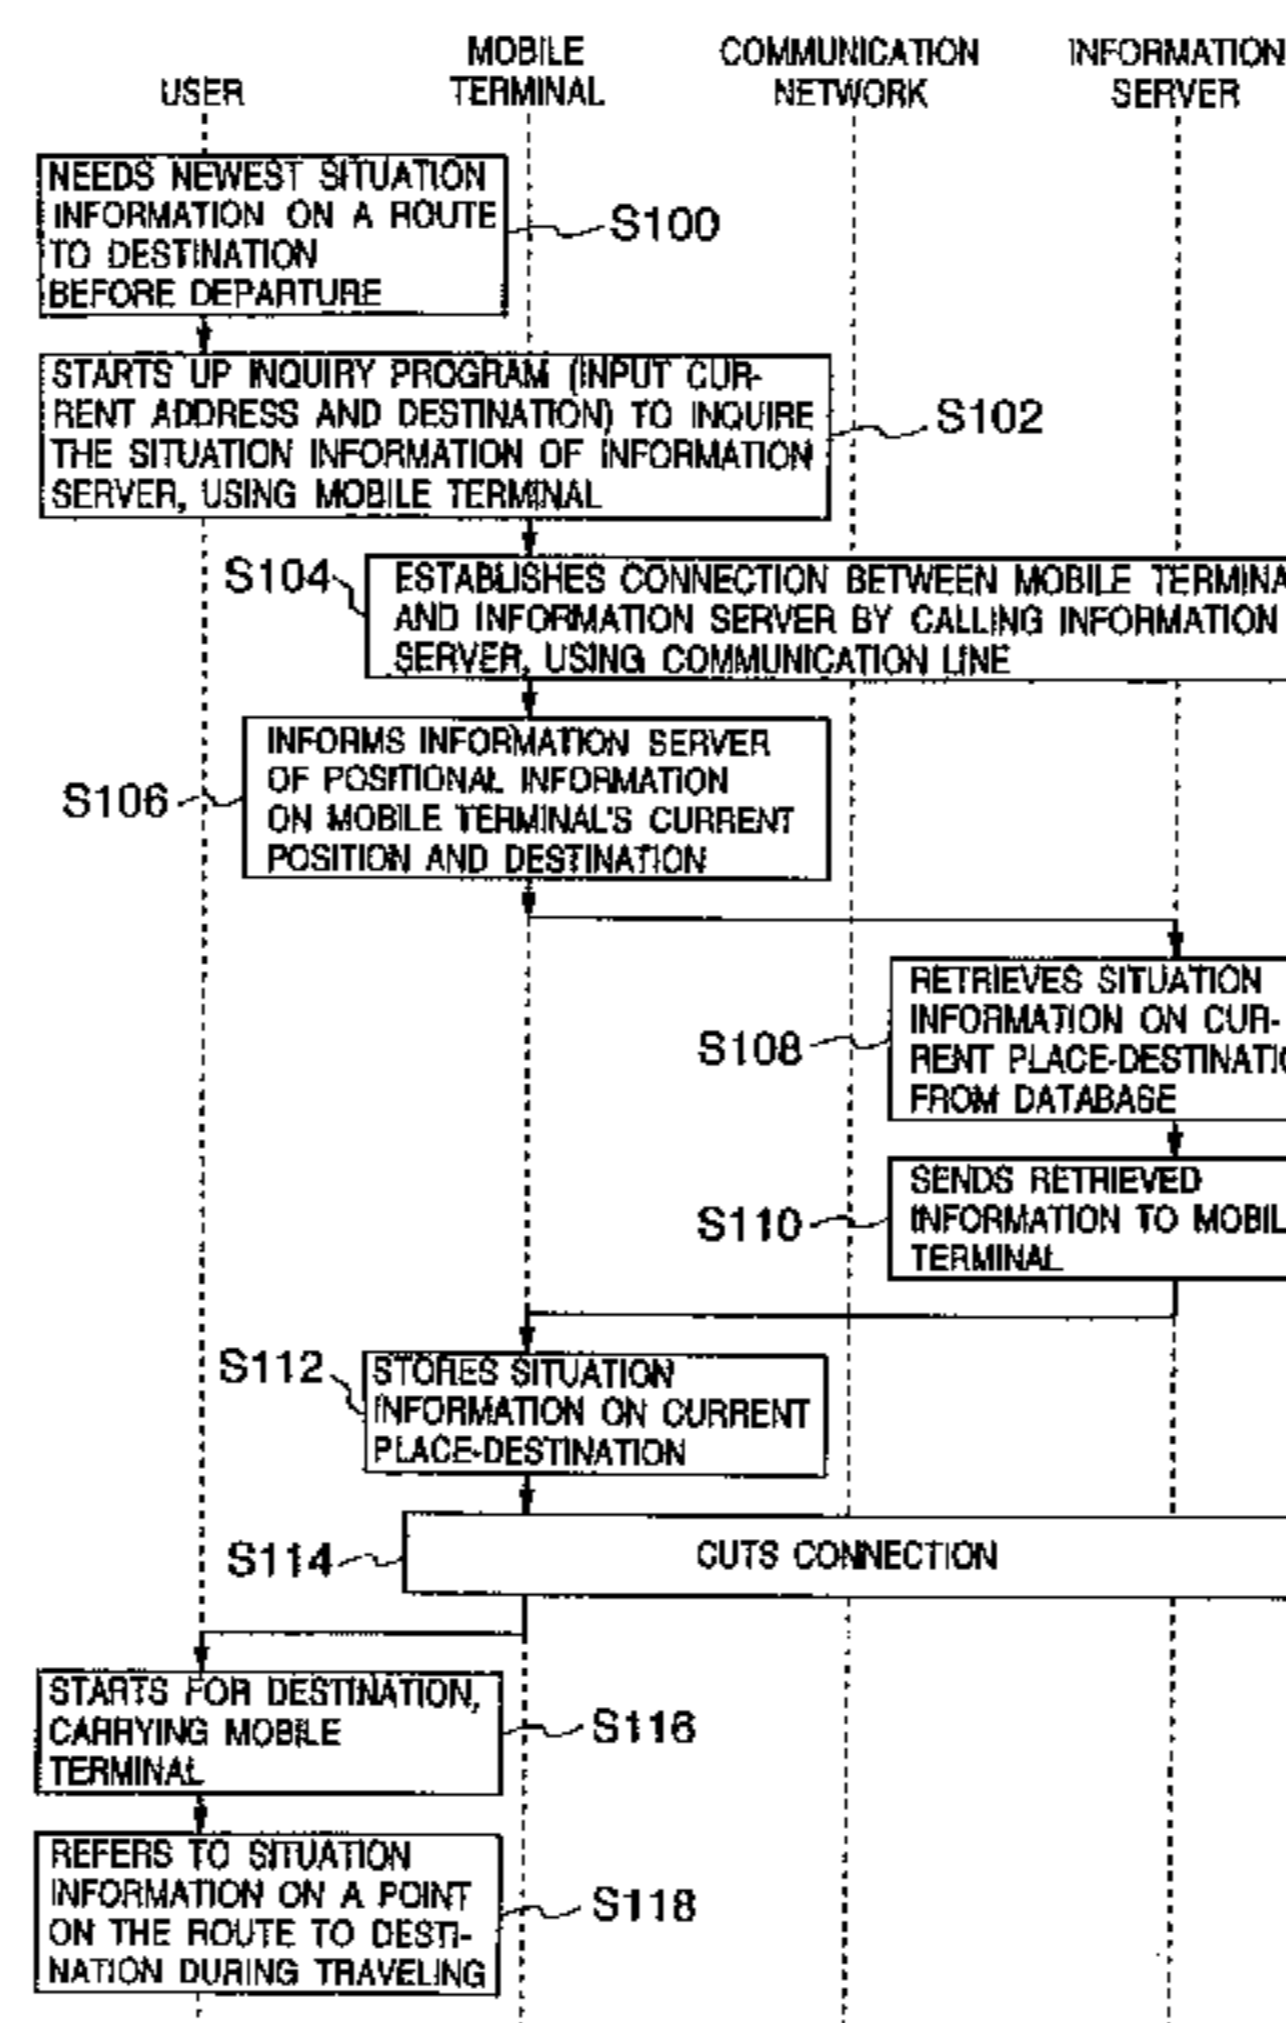 USER
MOBILE
TERMINAL
COMMUNICATION
NETWORK
INFORMATION
SERVER
NEEDS NEWEST SITUATION
INFORMATION ON A ROUTE
TO DESTINATION
BEFORE DEPARTURE
S100
STARTS UP INQUIRY PROGRAM (INPUT CUR-
RENT ADDRESS AND DESTINATION) TO INQUIRE
THE SITUATION INFORMATION OF INFORMATION
SERVER, USING MOBILE TERMINAL
S102
S104
ESTABLISHES CONNECTION BETWEEN MOBILE TERMINA
AND INFORMATION SERVER BY CALLING INFORMATION
SERVER, USING COMMUNICATION LINE
S106
INFORMS INFORMATION SERVER
OF POSITIONAL INFORMATION
ON MOBILE TERMINAL'S CURRENT
POSITION AND DESTINATION
S108
RETRIEVES SITUATION
INFORMATION ON CUR-
RENT PLACE-DESTINATIO
FROM DATABASE
S110
SENDS RETRIEVED
INFORMATION TO MOBIL
TERMINAL
S112
STORES SITUATION
INFORMATION ON CURRENT
PLACE-DESTINATION
S114
CUTS CONNECTION
STARTS FOR DESTINATION,
CARRYING MOBILE
TERMINAL
S116
REFERS TO SITUATION
INFORMATION ON A POINT
ON THE ROUTE TO DESTI-
NATION DURING TRAVELING
S118